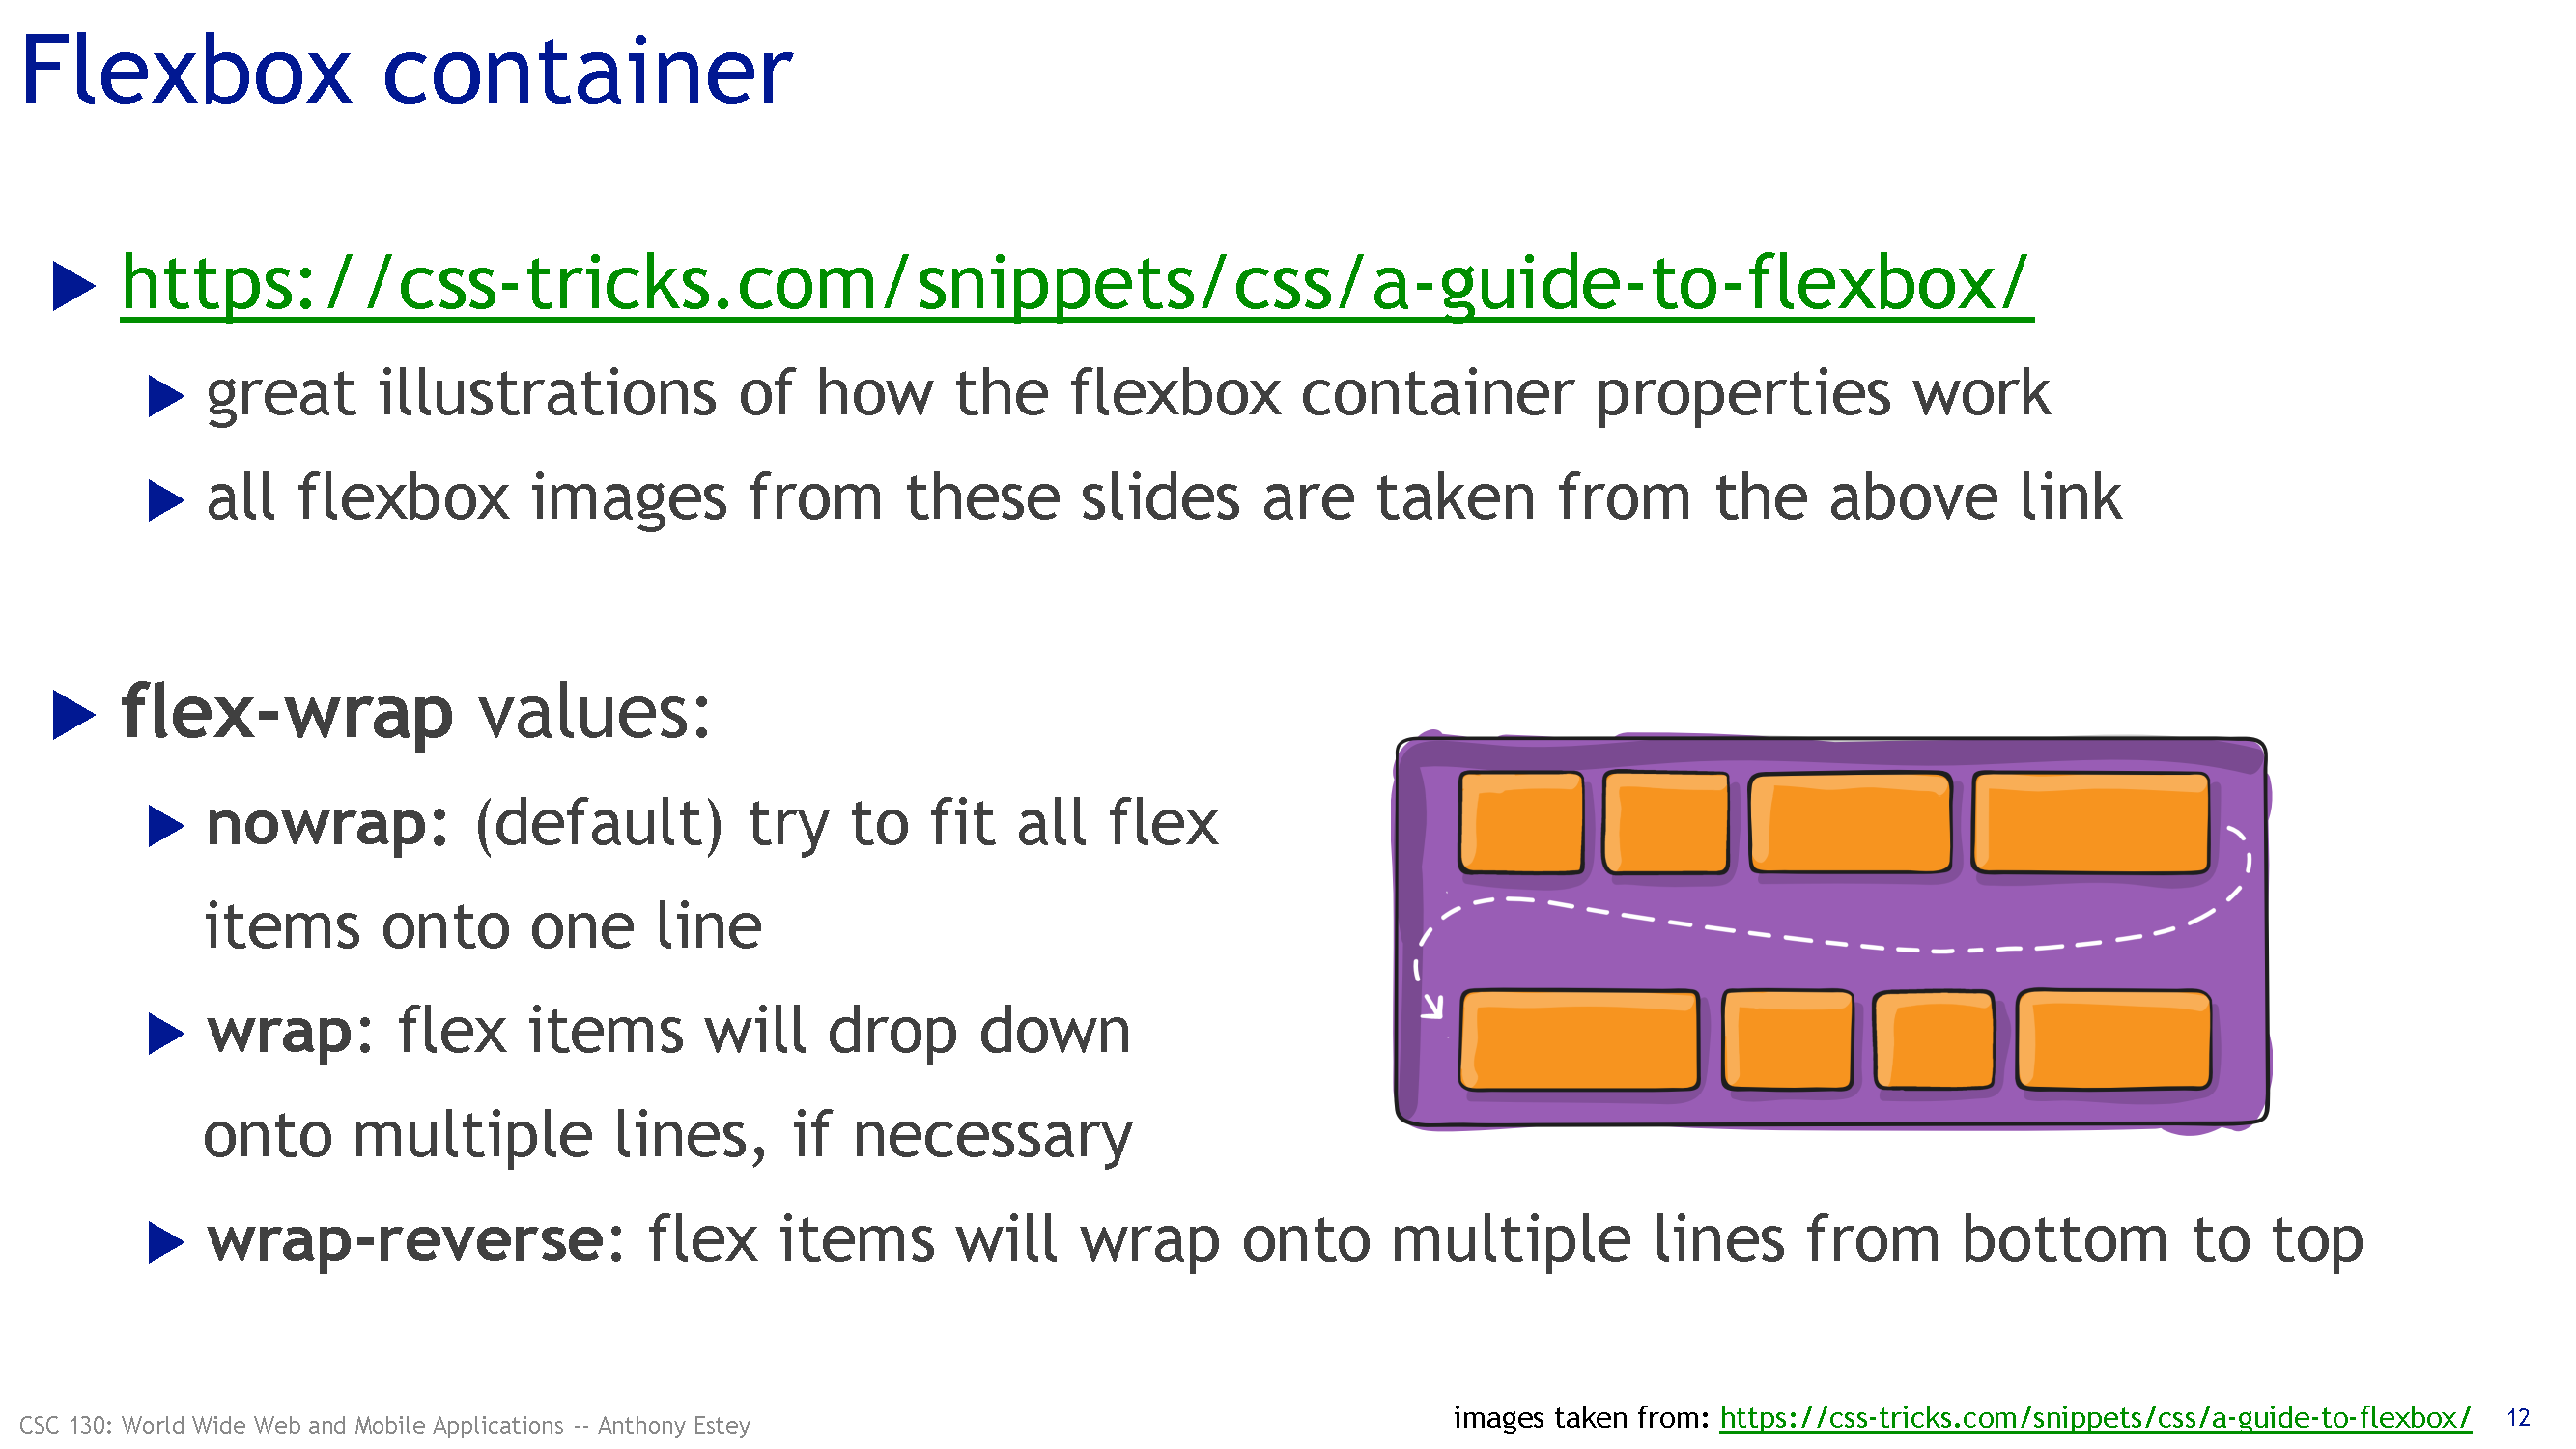 Flexbox container
https://css-tricks.com/snippets/css/a-guide-to-flexbox/
great illustrations of how the flexbox container properties work
all flexbox images from these slides are taken from the above link
flex-wrap values:
nowrap: (default) try to fit all flex
items onto one line
wrap: flex items will drop down
onto multiple lines, if necessary
wrap-reverse: flex items will wrap onto multiple lines from bottom to top
CSC 130: World Wide Web and Mobile Applications -- Anthony Estey
images taken from: https://css-tricks.com/snippets/css/a-guide-to-flexbox/
12